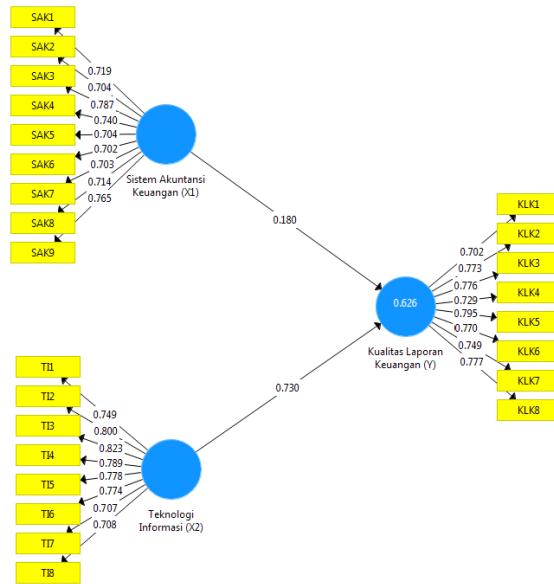 SAK1
SAK2
SAK3
SAK4
SAK5
SAK6
SAK7
SAK8
SAK9
0.719
0.704
0.787
0.740
0.704
0.702
0.703
0.714
0.765
Sistem Akuntansi
Keuangan (X1)
0.180
TI1
TI2
TI3
TI4
TI5
TI6
TI7
TI8
0.749
0.800
0.823
0.789
0.778
0.774
0.707
0.708
Teknologi
Informasi (X2)
0.730
0.626
Kualitas Laporan
Keuangan (Y)
0.702
0.773
0.776
0.729
0.795
0.770
0.749
0.777
KLK1
KLK2
KLK3
KLK4
KLK5
KLK6
KLK7
KLK8